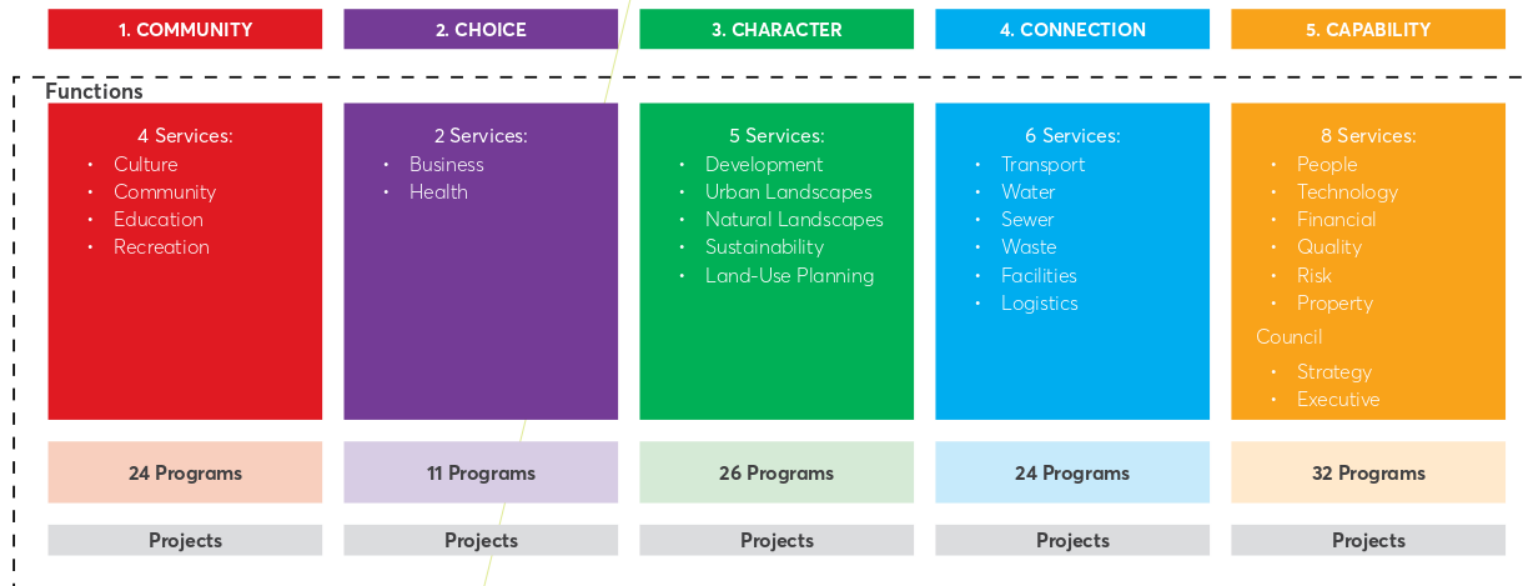 1. COMMUNITY
2. CHOICE
3. CHARACTER
4. CONNECTION
5. CAPABILITY
Functions
4 Services:
• Culture
• Community
• Education
• Recreation
2 Services:
• Business
• Health
5 Services:
• Development
• Urban Landscapes
• Natural Landscapes
• Sustainability
• Land-Use Planning
6 Services:
• Transport
• Water
• Sewer
• Waste
• Facilities
• Logistics
8 Services:
• People
• Technology
• Financial
• Quality
• Risk
• Property
Council
• Strategy
• Executive
24 Programs
11 Programs
26 Programs
24 Programs
32 Programs
Projects
Projects
Projects
Projects
Projects